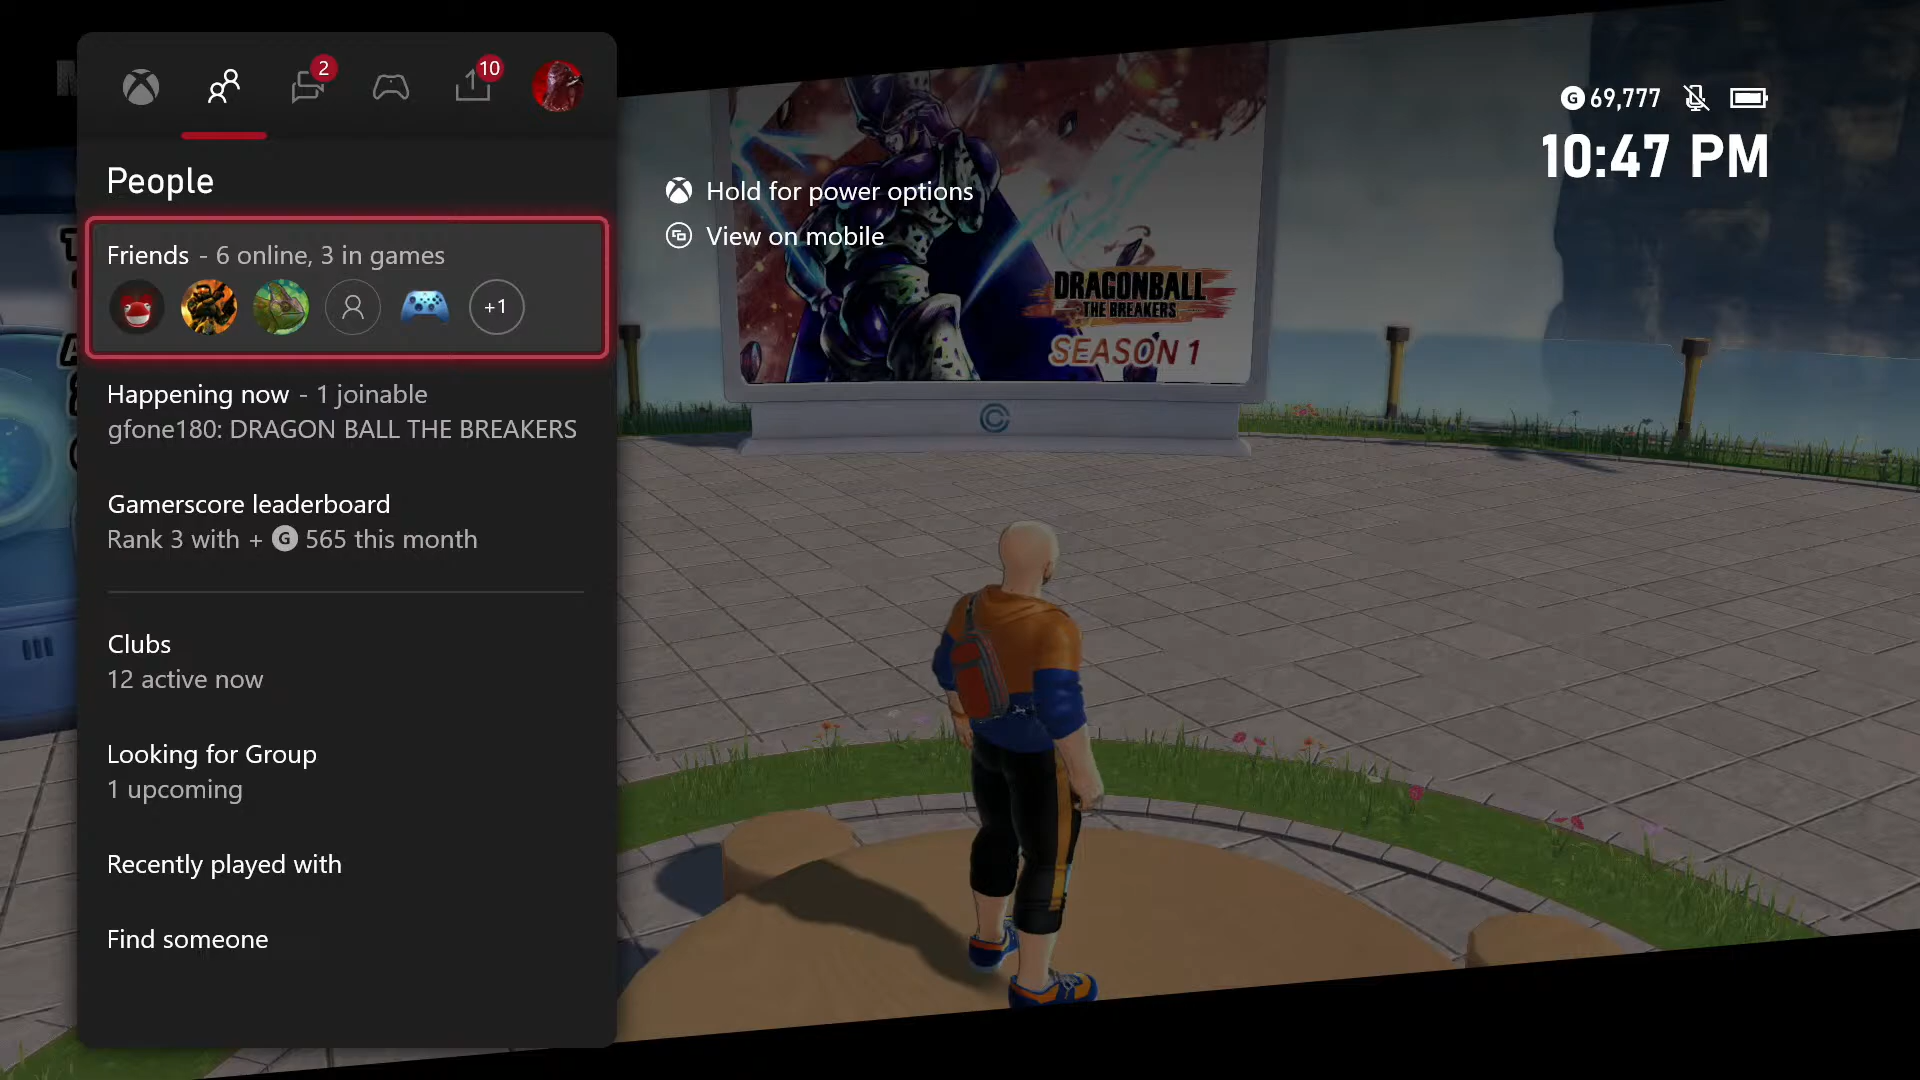 2
10
People
Friends - 6 online, 3 in games
+1
Happening now - 1 joinable
gfone180: DRAGON BALL THE BREAKERS
Gamerscore leaderboard
Rank 3 with + G 565 this month
Clubs
12 active now
Looking for Group
1 upcoming
Recently played with
Find someone
Hold for power options
View on mobile
G 69,777
10:47 PM
DRAGONBALL
THE BREAKERS
SEASON 1